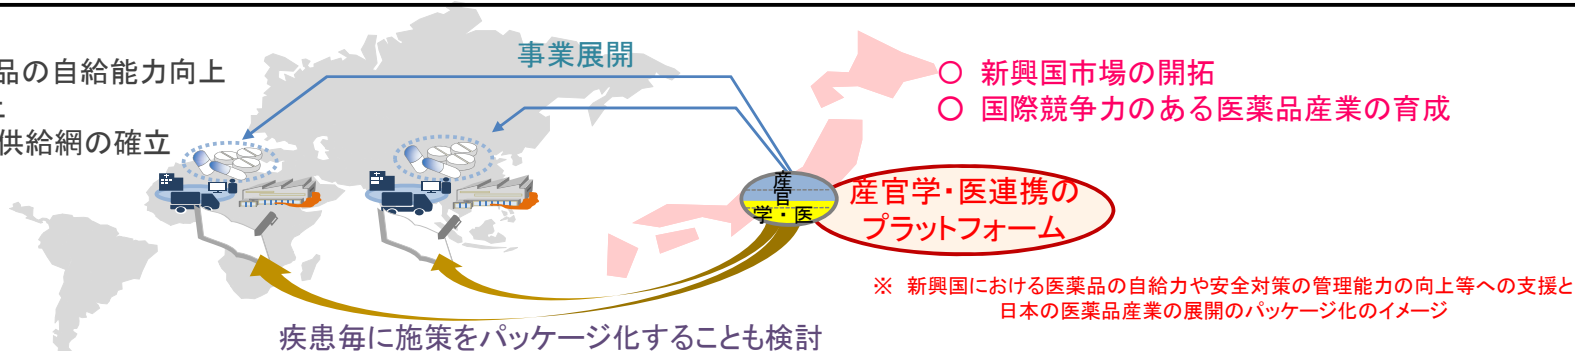 品の自給能力向上
供給網の確立
事業展開
○ 新興国市場の開拓
○ 国際競争力のある医薬品産業の育成
産
官
学・医
産官学・医連携の
プラットフォーム
※ 新興国における医薬品の自給力や安全対策の管理能力の向上等への支援と
日本の医薬品産業の展開のパッケージ化のイメージ
疾患毎に施策をパッケージ化することも検討